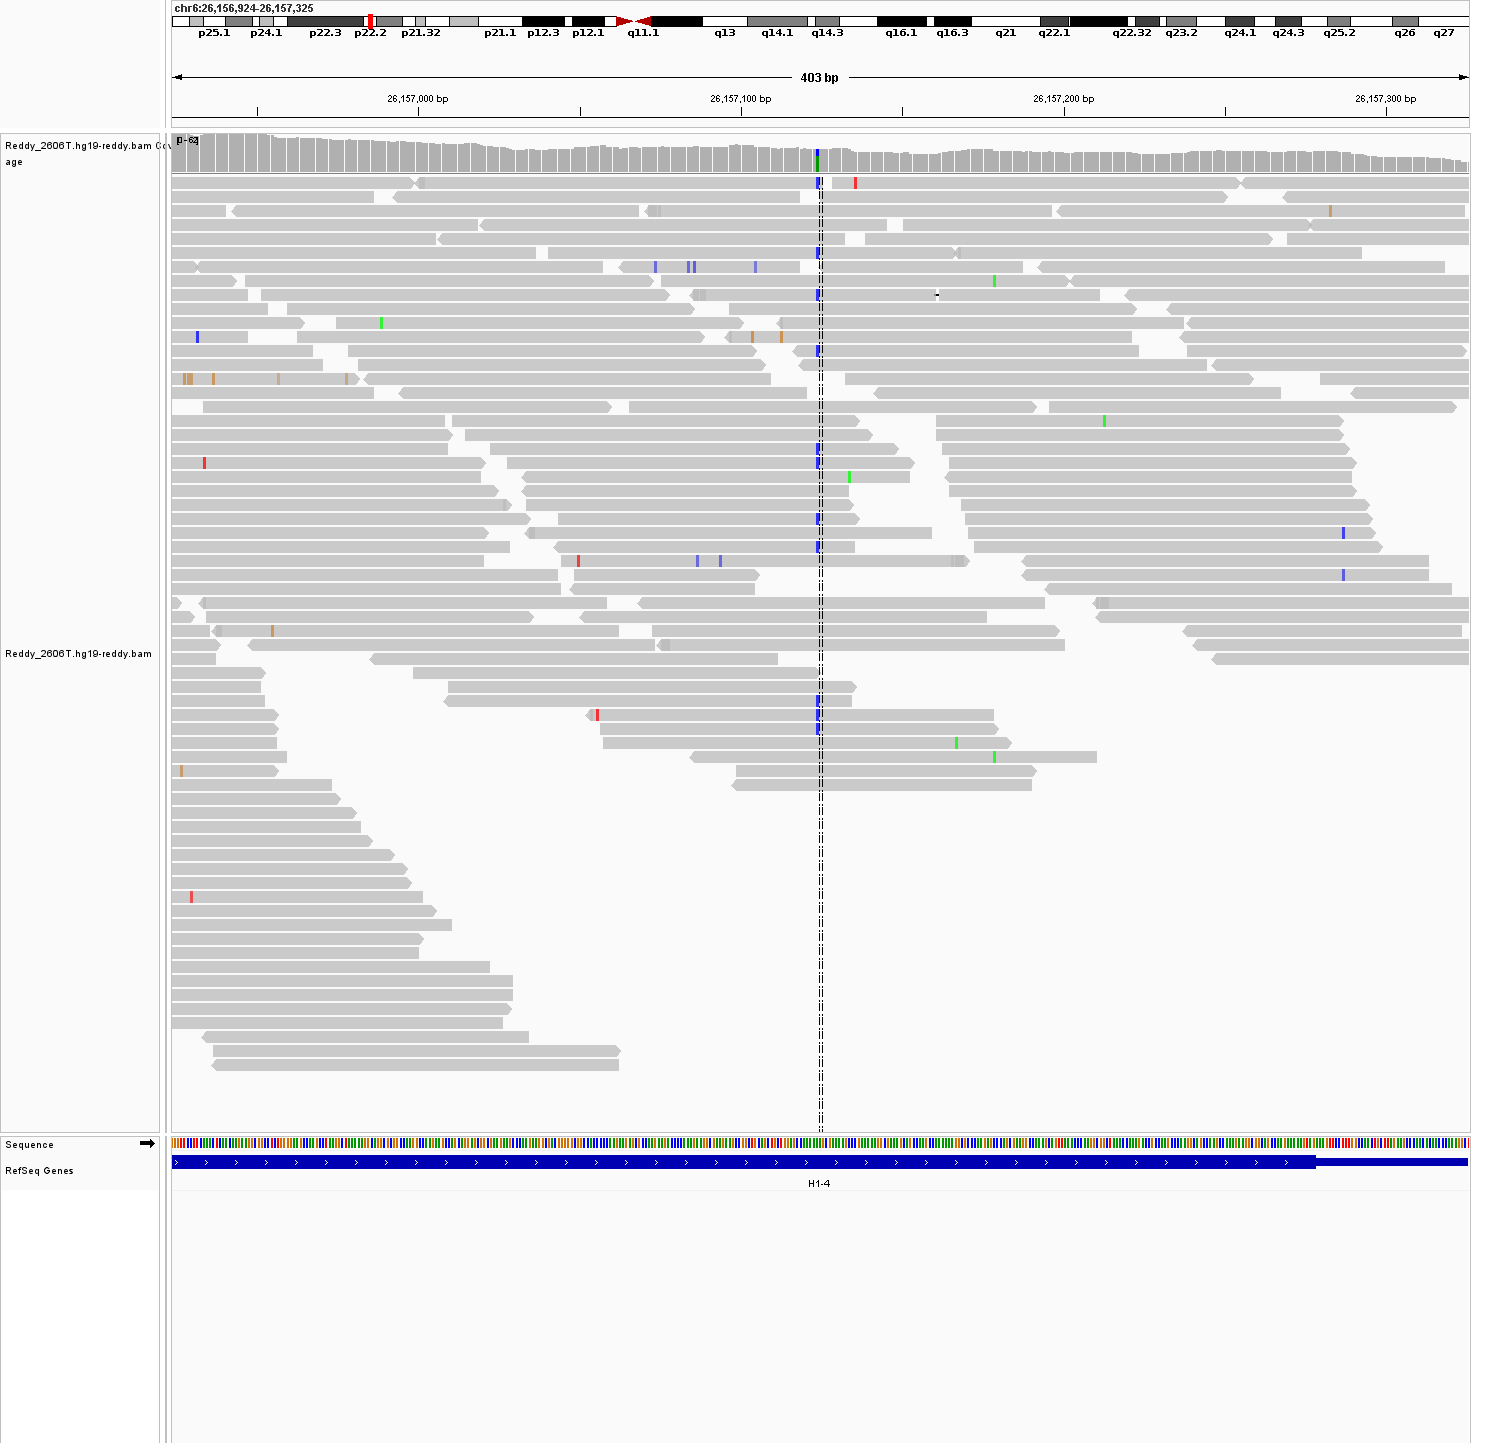 chr6:26,156,924-26,157,325
p25.1 p24.1 p22.3 p22.2 p21.32 p21.1 p12.3 p12.1 q11.1 q13 q14.1 q14.3 q16.1 q16.3 q21 q22.1 q22.32 q23.2 q24.1 q24.3 q25.2 q26 q27
403 bp
26,157,000 bp 26,157,100 bp 26,157,200 bp 26,157,300 bp
Reddy_2606T.hg19-reddy.bam Cov
age
Reddy_2606T.hg19-reddy.bam
Sequence
RefSeq Genes
H1-4